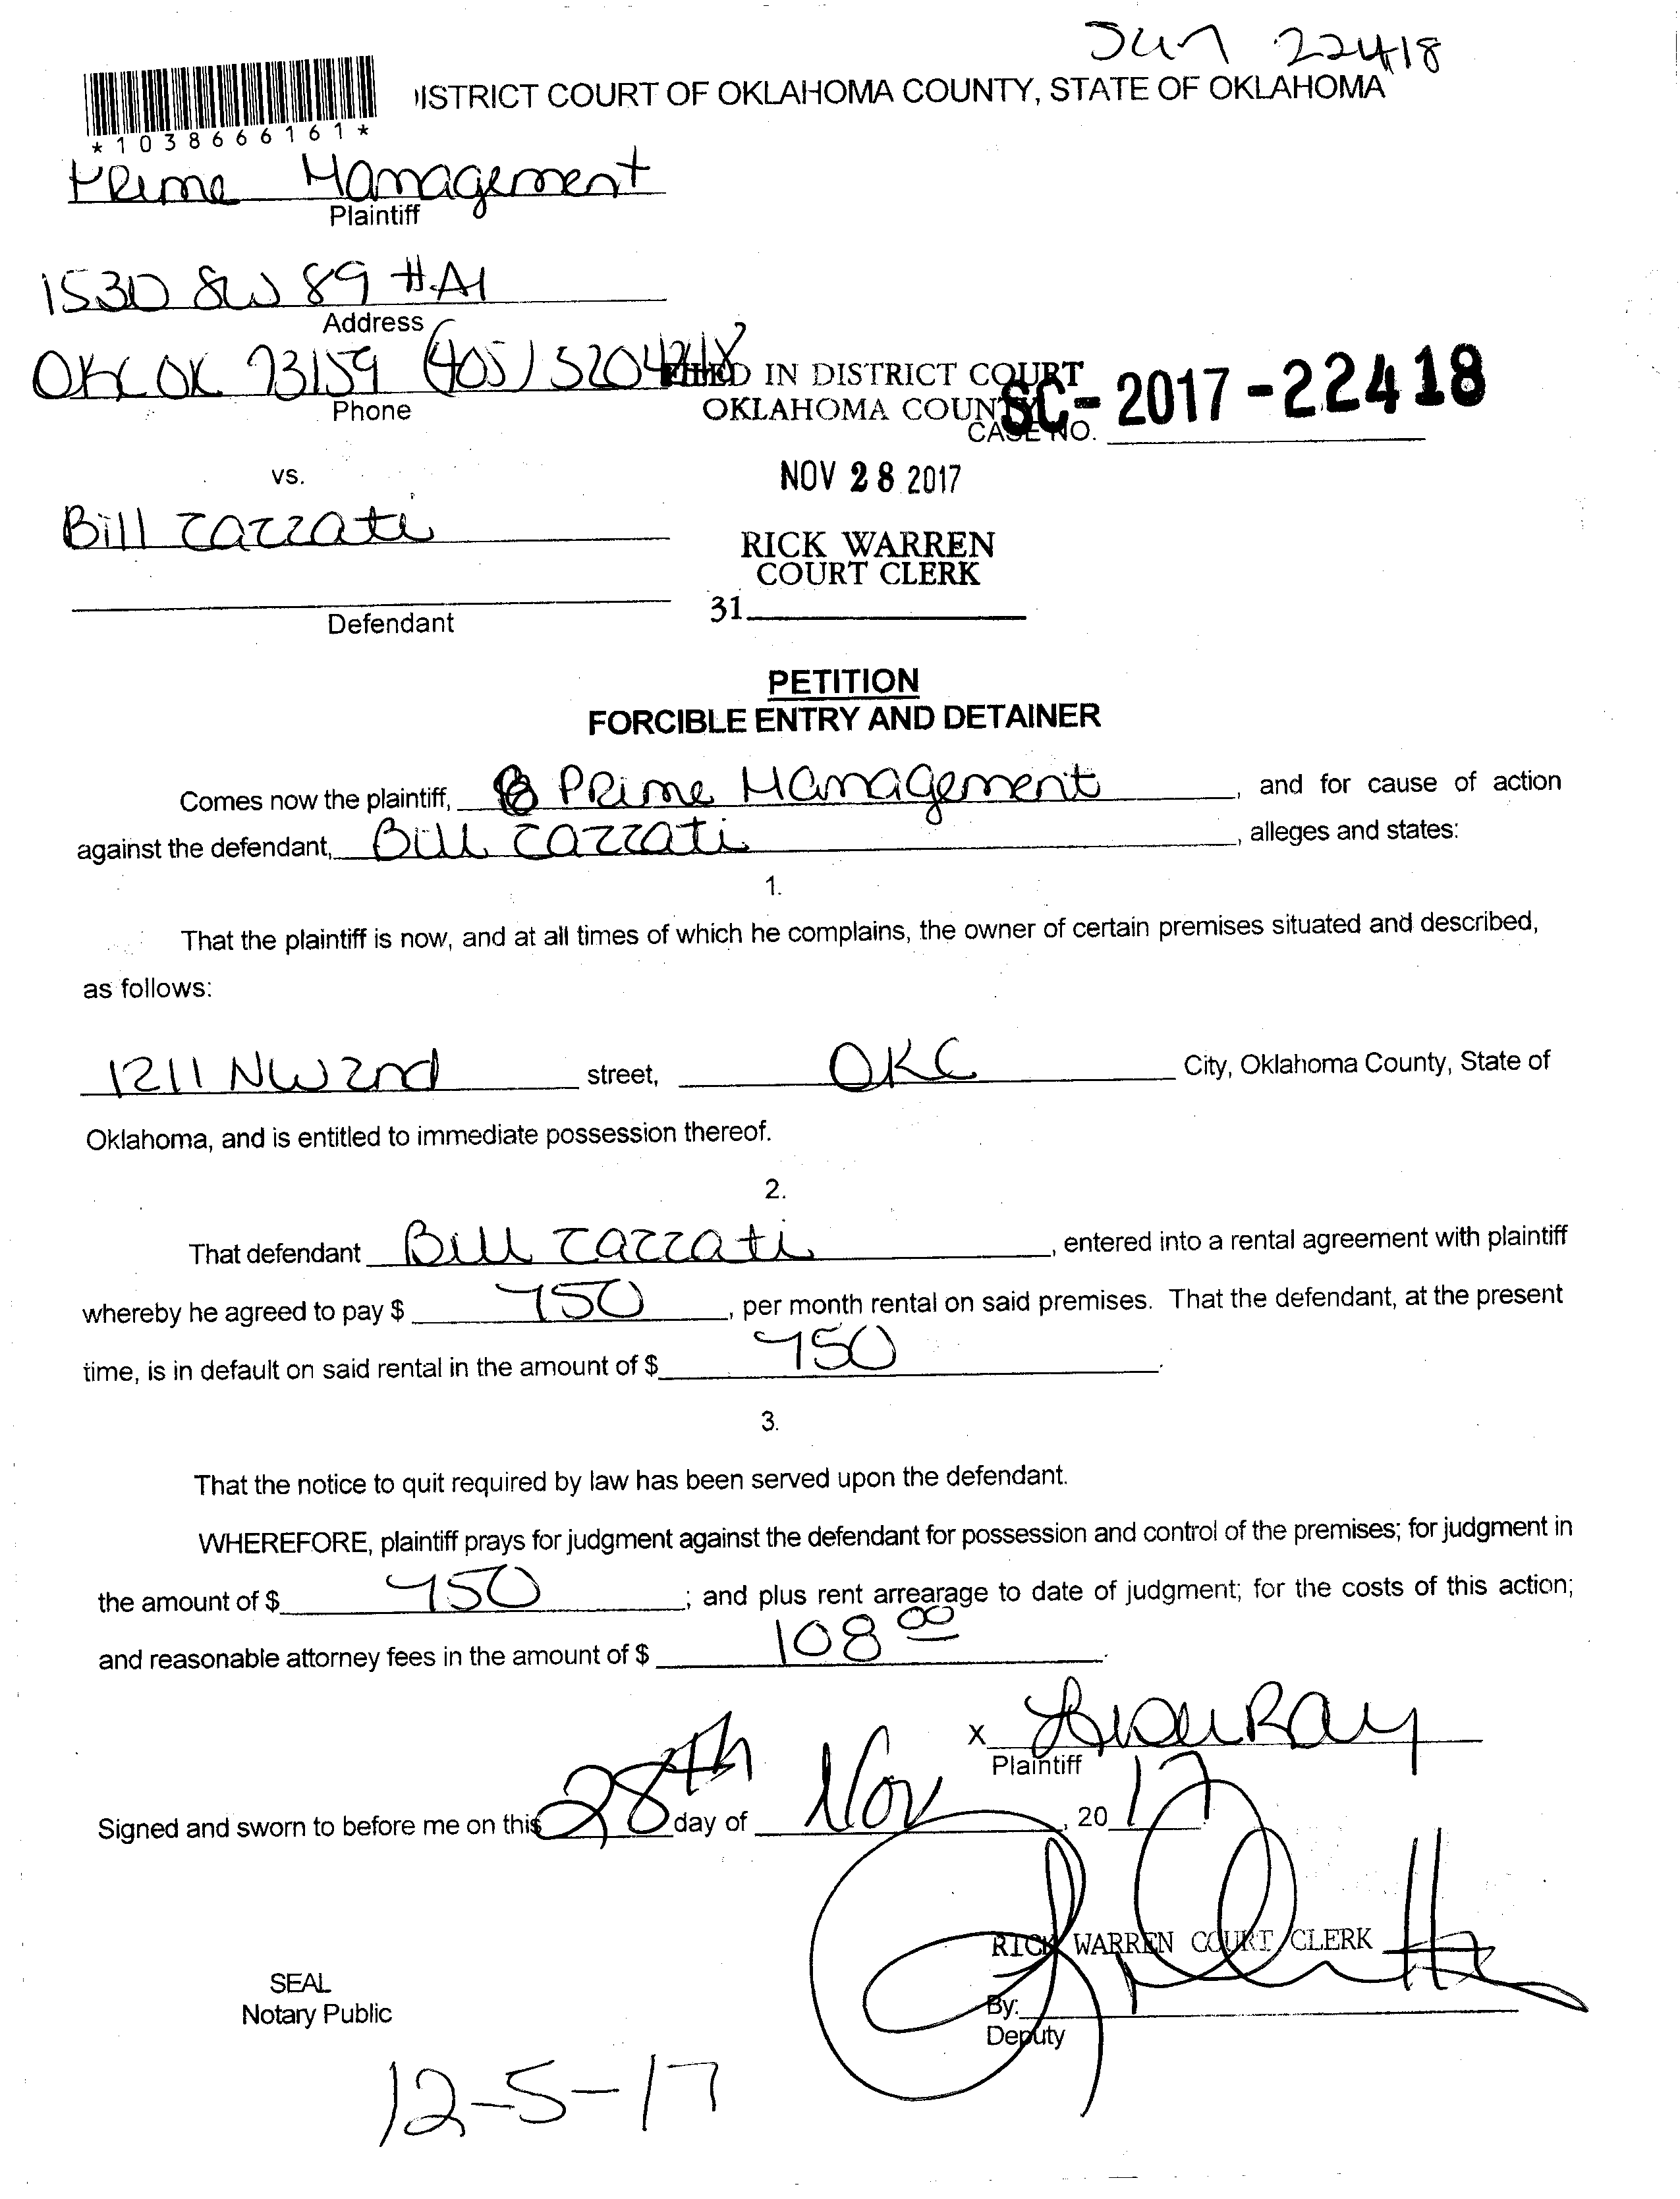 Jun 22418
DISTRICT COURT OF OKLAHOMA COUNTY, STATE OF OKLAHOMA
*1038666161*
PRime Management
Plaintiff
1530 SW 89 #A1
Address
OKC OK 73159 (405) 520
Phone
FILED IN DISTRICT COURT
OKLAHOMA COUNTY
SC-2017-22418
CASE NO.
vs.
NOV 28 2017
Bill Zazzati
RICK WARREN
COURT CLERK
31
Defendant
PETITION
FORCIBLE ENTRY AND DETAINER
Comes now the plaintiff, PRime Management, and for cause of action
against the defendant, Bill Zazzati, alleges and states:
1.
That the plaintiff is now, and at all times of which he complains, the owner of certain premises situated and described,
as follows:
1211 NW 2nd street, OKC City, Oklahoma County, State of
Oklahoma, and is entitled to immediate possession thereof.
2.
That defendant Bill Zazzati, entered into a rental agreement with plaintiff
whereby he agreed to pay $ 750, per month rental on said premises. That the defendant, at the present
time, is in default on said rental in the amount of $ 750.
3.
That the notice to quit required by law has been served upon the defendant.
WHEREFORE, plaintiff prays for judgment against the defendant for possession and control of the premises; for judgment in
the amount of $ 750; and plus rent arrearage to date of judgment; for the costs of this action;
and reasonable attorney fees in the amount of $ 108 00.
x Ray
Plaintiff
Signed and sworn to before me on this 28th day of Nov, 20 17
RICK WARREN COURT CLERK
SEAL
Notary Public
By:
Deputy
12-5-17